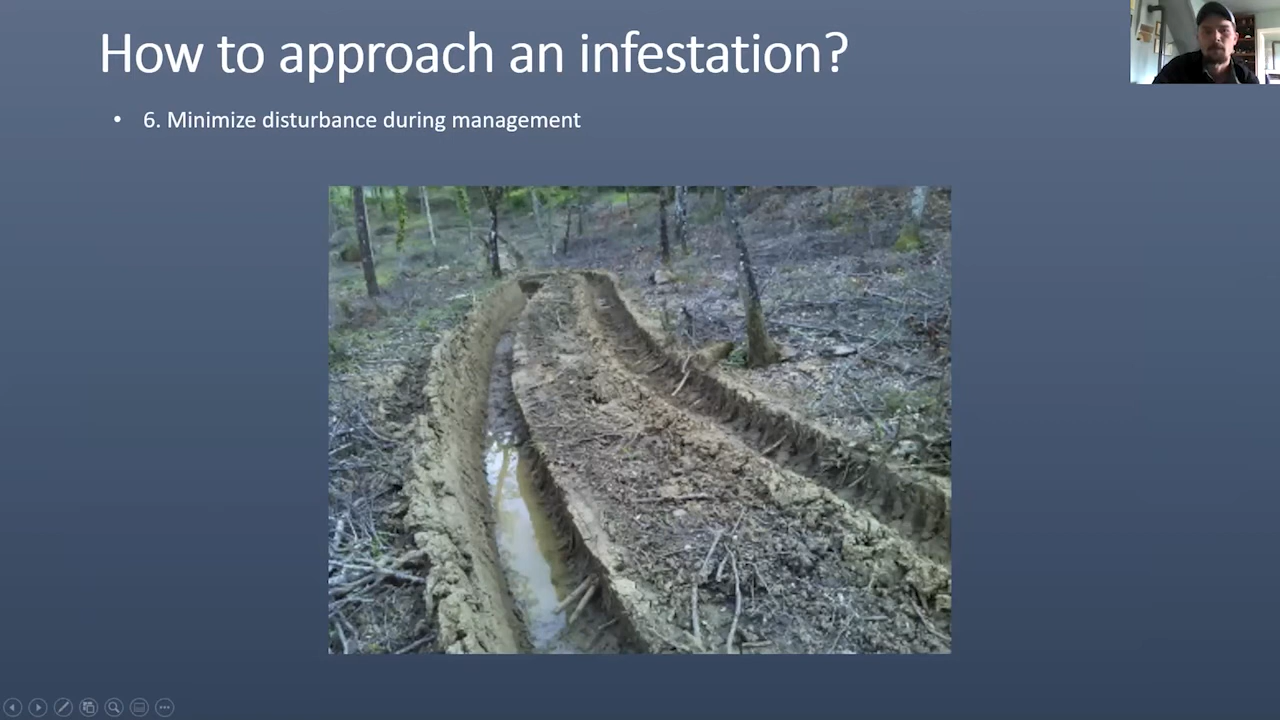 How to approach an infestation?
• 6. Minimize disturbance during management